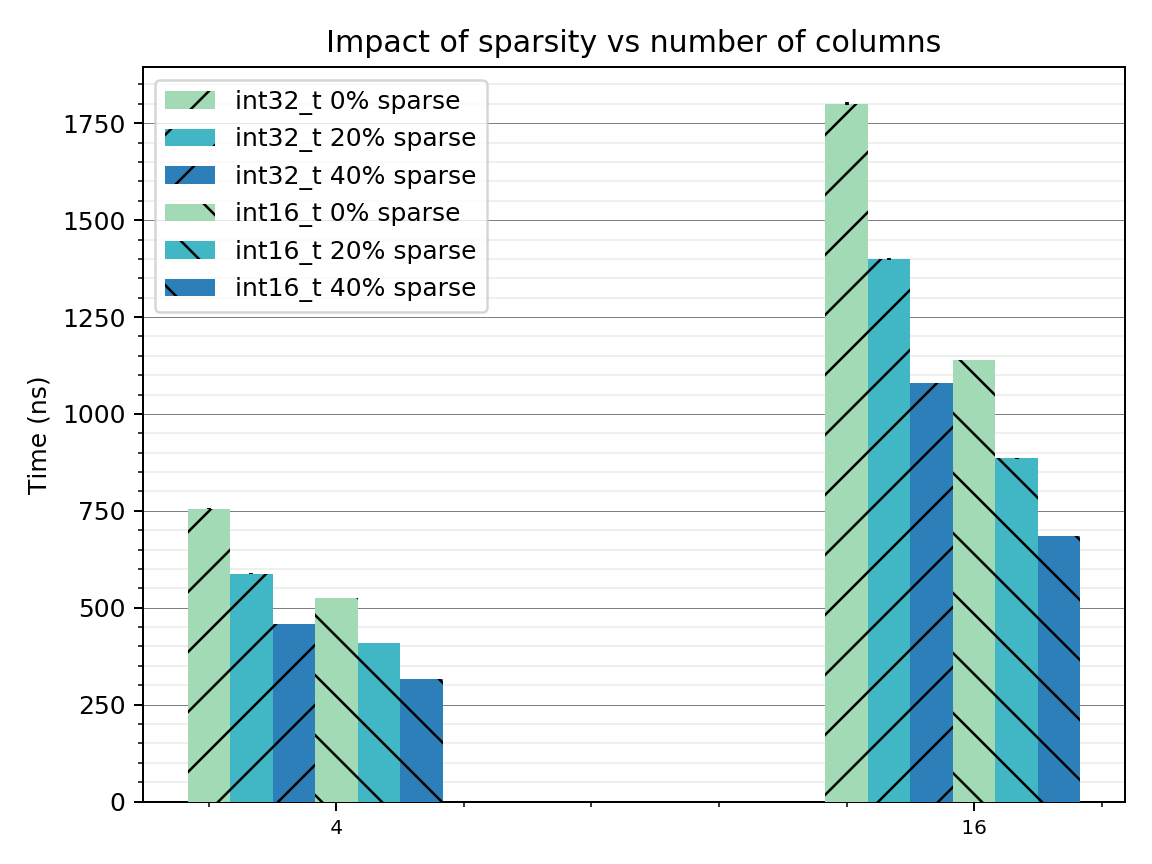 Impact of sparsity vs number of columns
int32_t 0% sparse
int32_t 20% sparse
int32_t 40% sparse
int16_t 0% sparse
int16_t 20% sparse
int16_t 40% sparse
Time (ns)
1750
1500
1250
1000
750
500
250
0
4
16